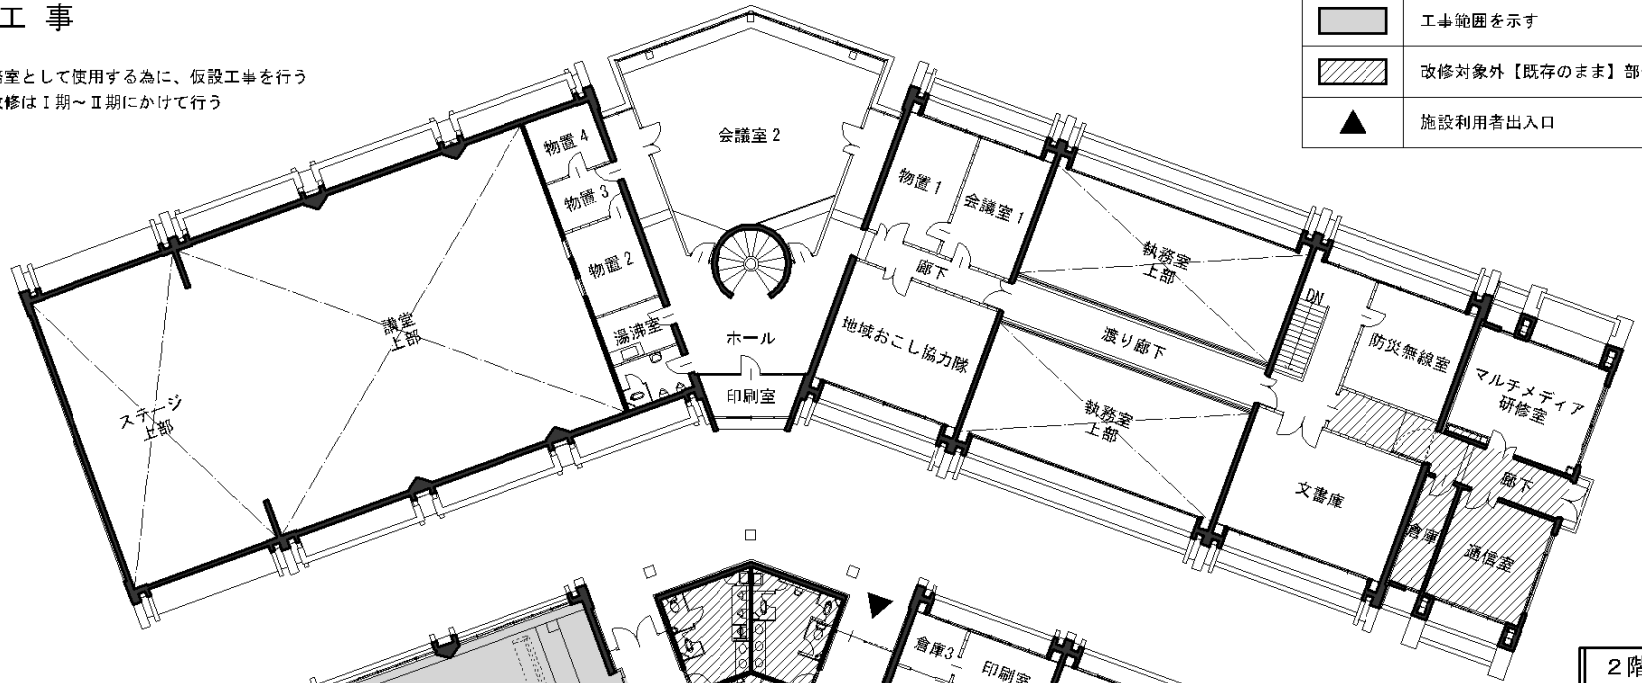 工事
務室として使用する為に、仮設工事を行う
改修はⅠ期～Ⅱ期にかけて行う
工事範囲を示す
改修対象外【既存のまま】部
施設利用者出入口
会議室2
物置4
物置3
物置2
湯沸室
講堂
上部
ステージ
上部
ホール
印刷室
物置1
会議室1
廊下
地域おこし協力隊
執務室
上部
渡り廊下
執務室
上部
DN
防災無線室
マルチメディア
研修室
文書庫
廊下
倉庫
通信室
倉庫3
印刷室
2階